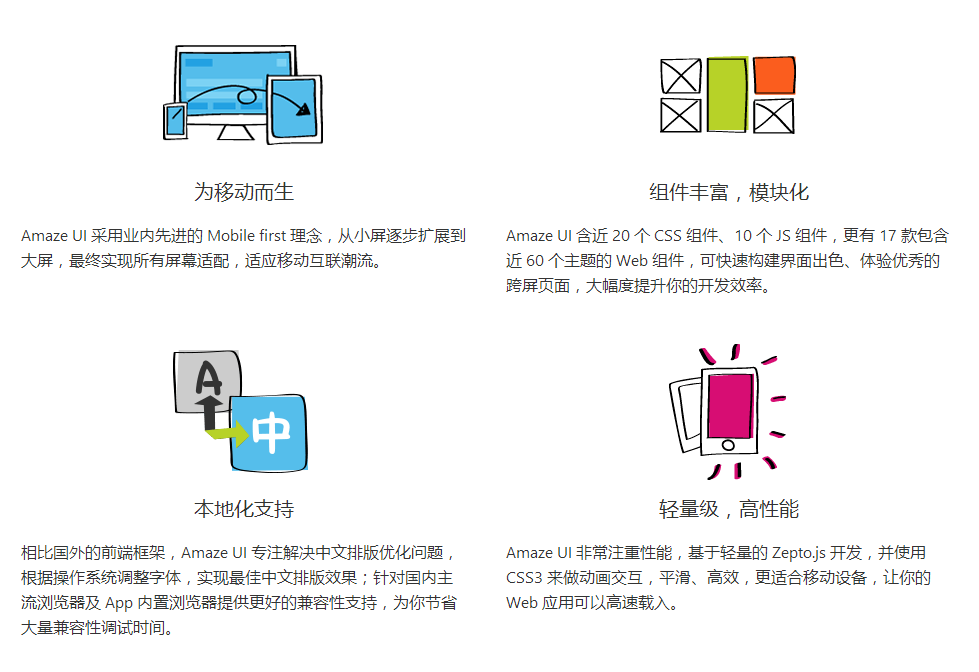 为移动而生
Amaze UI 采用业内先进的 Mobile first 理念，从小屏逐步扩展到
大屏，最终实现所有屏幕适配，适应移动互联潮流。
组件丰富，模块化
Amaze UI 含近 20 个 CSS 组件、10 个 JS 组件，更有 17 款包含
近 60 个主题的 Web 组件，可快速构建界面出色、体验优秀的
跨屏页面，大幅度提升你的开发效率。
A
中
本地化支持
相比国外的前端框架，Amaze UI 专注解决中文排版优化问题，
根据操作系统调整字体，实现最佳中文排版效果；针对国内主
流浏览器及 App 内置浏览器提供更好的兼容性支持，为你节省
大量兼容性调试时间。
轻量级，高性能
Amaze UI 非常注重性能，基于轻量的 Zepto.js 开发，并使用
CSS3 来做动画交互，平滑、高效，更适合移动设备，让你的
Web 应用可以高速载入。